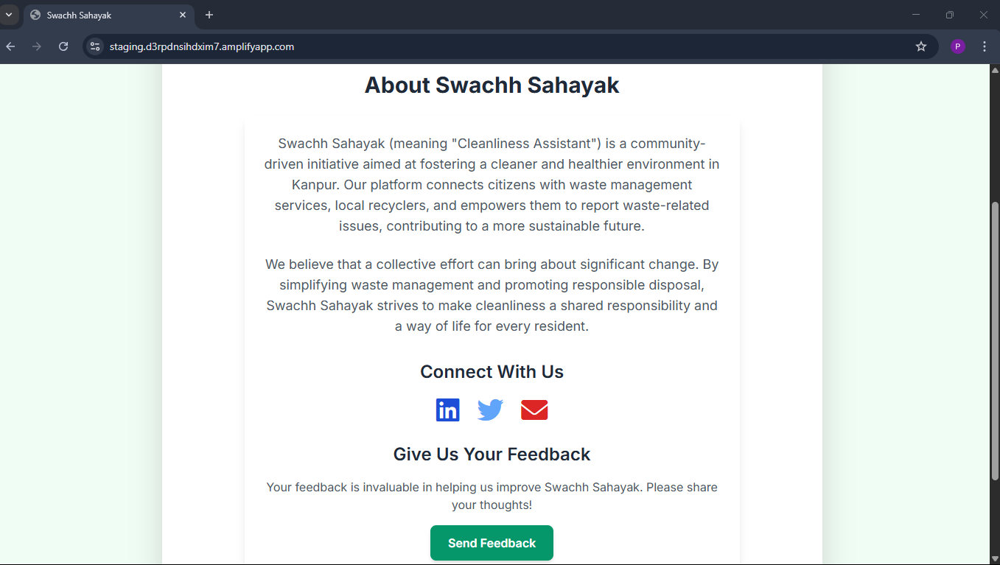 Swachh Sahayak
staging.d3rpdnsihdxim7.amplifyapp.com
P
About Swachh Sahayak
Swachh Sahayak (meaning "Cleanliness Assistant") is a community-
driven initiative aimed at fostering a cleaner and healthier environment in
Kanpur. Our platform connects citizens with waste management
services, local recyclers, and empowers them to report waste-related
issues, contributing to a more sustainable future.
We believe that a collective effort can bring about significant change. By
simplifying waste management and promoting responsible disposal,
Swachh Sahayak strives to make cleanliness a shared responsibility and
a way of life for every resident.
Connect With Us
in
Give Us Your Feedback
Your feedback is invaluable in helping us improve Swachh Sahayak. Please share
your thoughts!
Send Feedback